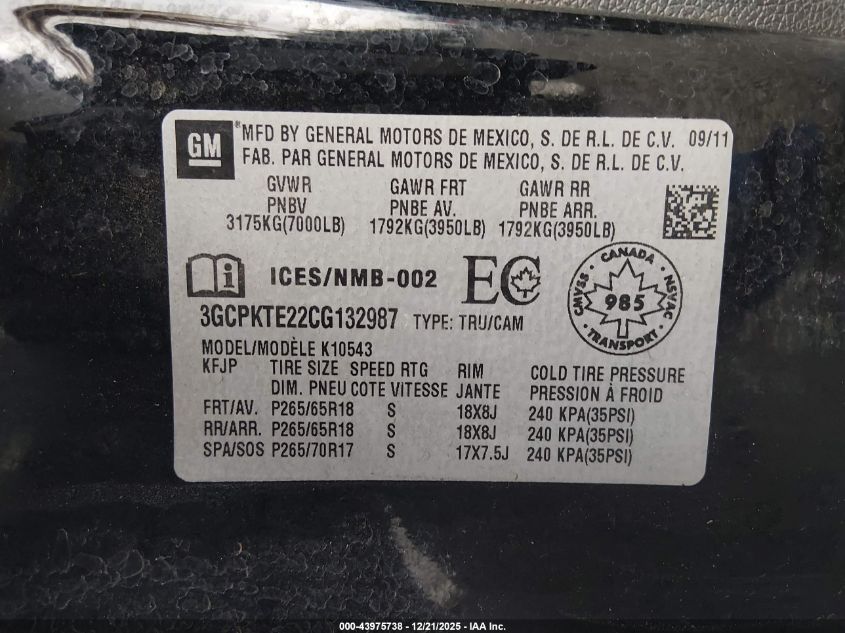 GM
®MFD BY GENERAL MOTORS DE MEXICO, S. DE R.L. DE C.V. 09/11
FAB. PAR GENERAL MOTORS DE MEXICO, S. DE R.L. DE C.V.
GVWR GAWR FRT GAWR RR
PNBV PNBE AV. PNBE ARR.
3175KG(7000LB) 1792KG(3950LB) 1792KG(3950LB)
i ICES/NMB-002 EC
CANADA
NSVAC
TRANSPORT
CMVSS
985
3GCPKTE22CG132987 TYPE: TRU/CAM
MODEL/MODÈLE K10543
KFJP TIRE SIZE SPEED RTG RIM COLD TIRE PRESSURE
DIM. PNEU COTE VITESSE JANTE PRESSION À FROID
FRT/AV. P265/65R18 S 18X8J 240 KPA(35PSI)
RR/ARR. P265/65R18 S 18X8J 240 KPA(35PSI)
SPA/SOS P265/70R17 S 17X7.5J 240 KPA(35PSI)
000-43975738 - 12/21/2025 - IAA Inc.